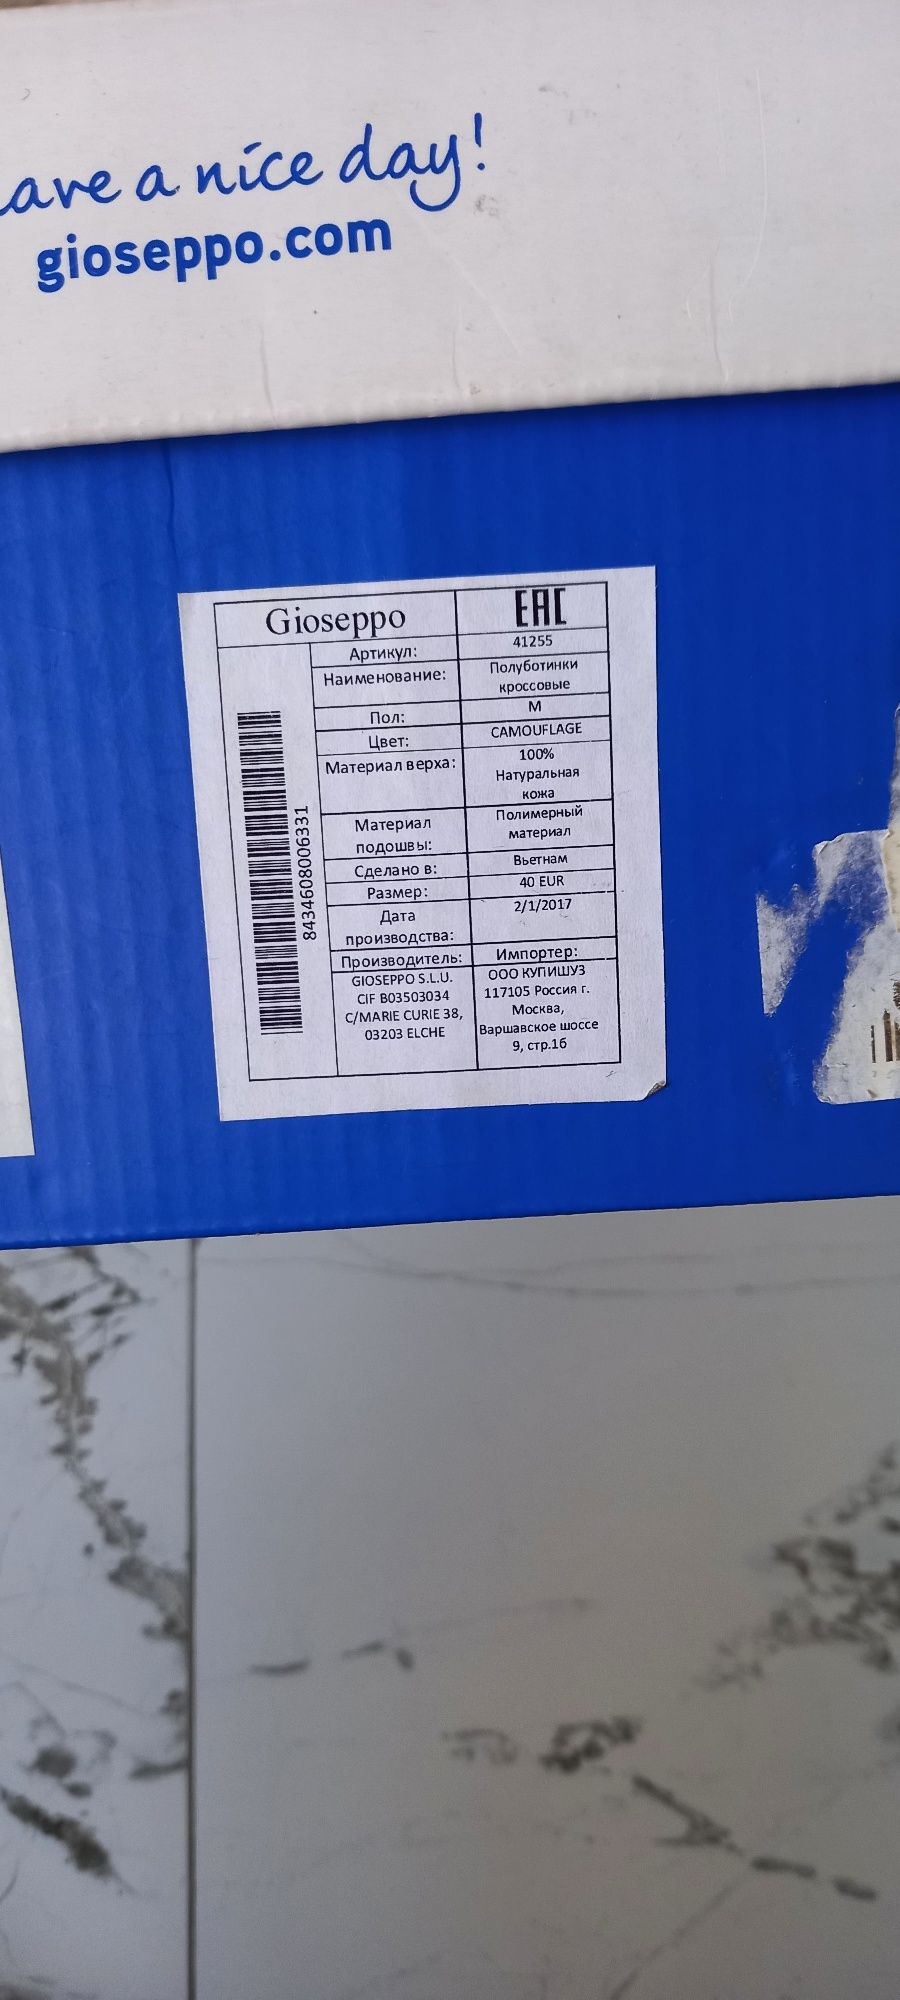 ave a nice day!
gioseppo.com
Gioseppo
EAC
Артикул: 41255
Наименование: Полуботинки
кроссовые
Пол: М
Цвет: CAMOUFLAGE
Материал верха: 100%
Натуральная
кожа
Материал подошвы: Полимерный
материал
Сделано в: Вьетнам
Размер: 40 EUR
Дата производства: 2/1/2017
Производитель: Импортер:
GIOSEPPO S.L.U.
CIF B03503034
C/MARIE CURIE 38,
03203 ELCHE
ООО КУПИШУЗ
117105 Россия г.
Москва,
Варшавское шоссе
9, стр.1б
8434608006331